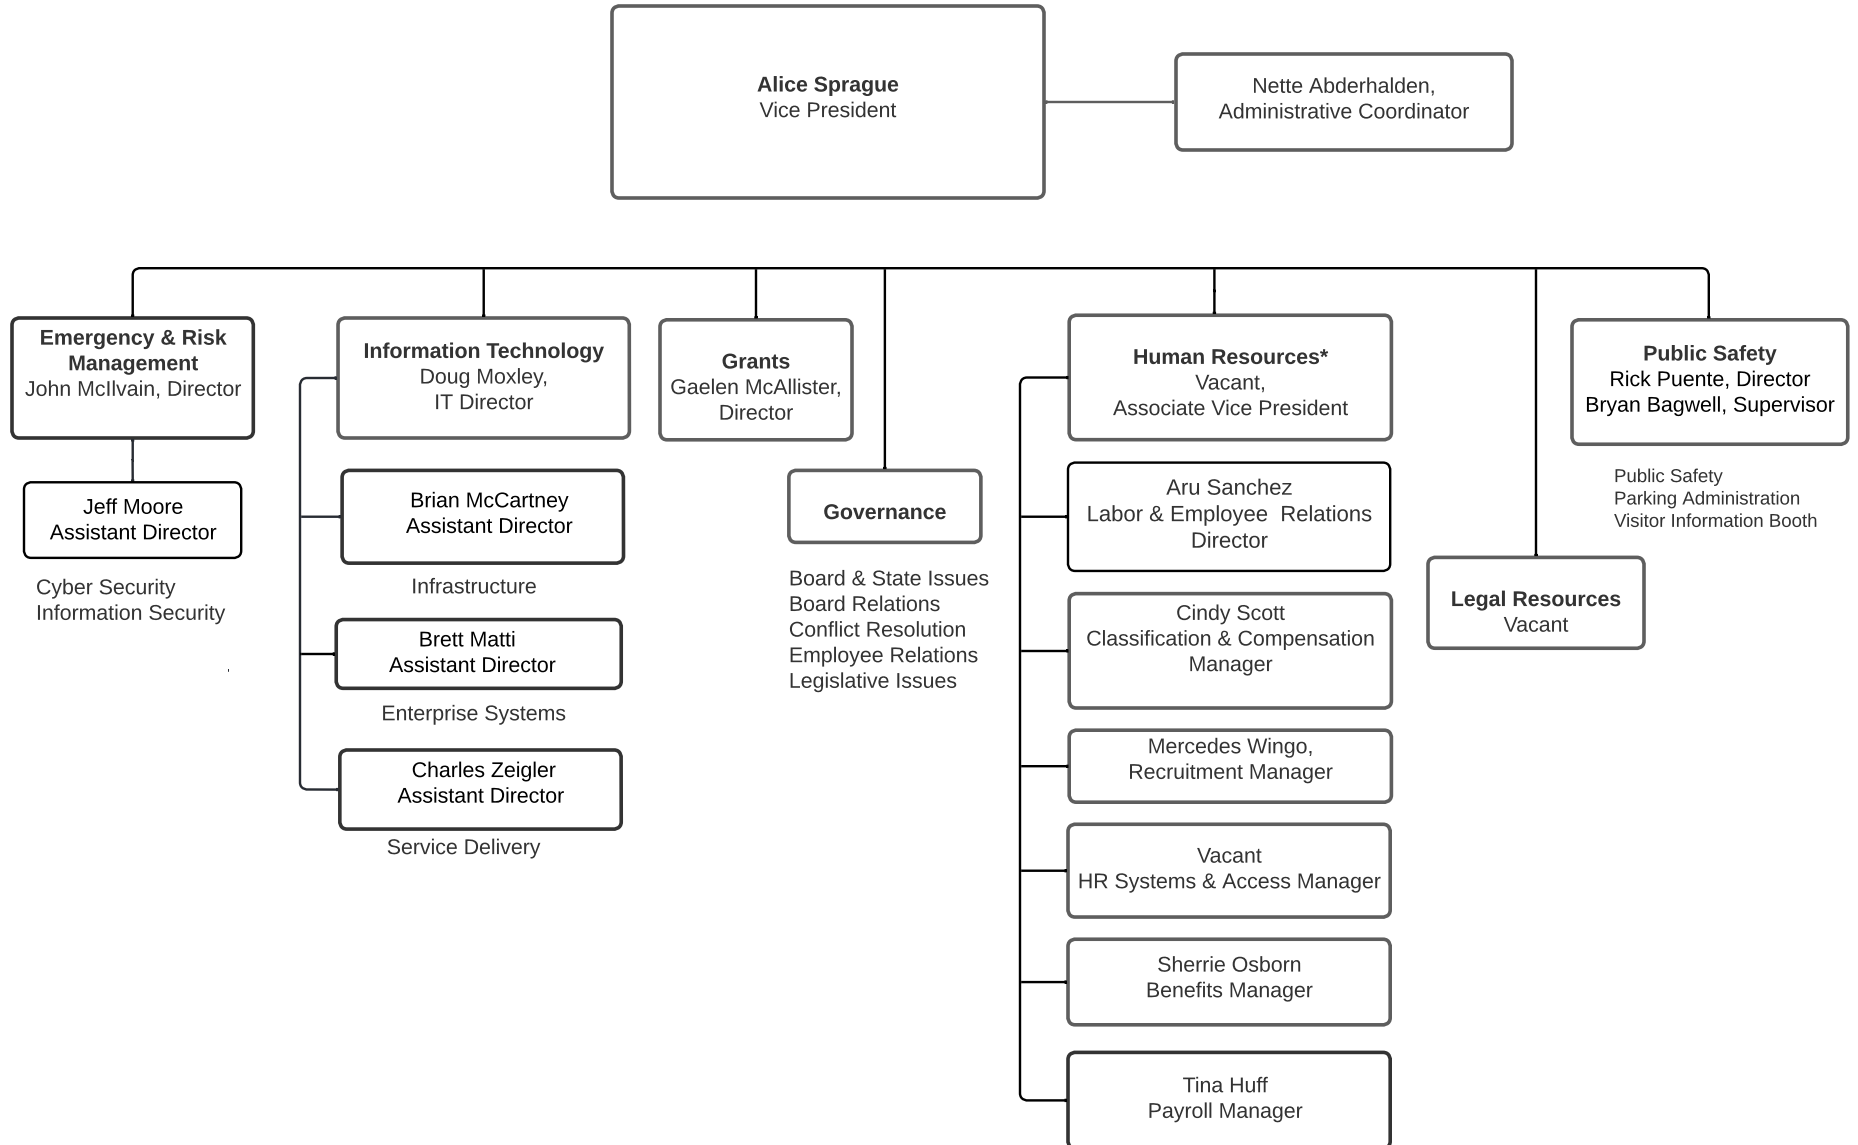 Alice Sprague
Vice President
Nette Abderhalden,
Administrative Coordinator
Emergency & Risk
Management
John McIlvain, Director
Jeff Moore
Assistant Director
Cyber Security
Information Security
Information Technology
Doug Moxley,
IT Director
Brian McCartney
Assistant Director
Infrastructure
Brett Matti
Assistant Director
Enterprise Systems
Charles Zeigler
Assistant Director
Service Delivery
Grants
Gaelen McAllister,
Director
Governance
Board & State Issues
Board Relations
Conflict Resolution
Employee Relations
Legislative Issues
Human Resources*
Vacant,
Associate Vice President
Aru Sanchez
Labor & Employee  Relations
Director
Cindy Scott
Classification & Compensation
Manager
Mercedes Wingo,
Recruitment Manager
Vacant
HR Systems & Access Manager
Sherrie Osborn
Benefits Manager
Tina Huff
Payroll Manager
Legal Resources
Vacant
Public Safety
Rick Puente, Director
Bryan Bagwell, Supervisor
Public Safety
Parking Administration
Visitor Information Booth